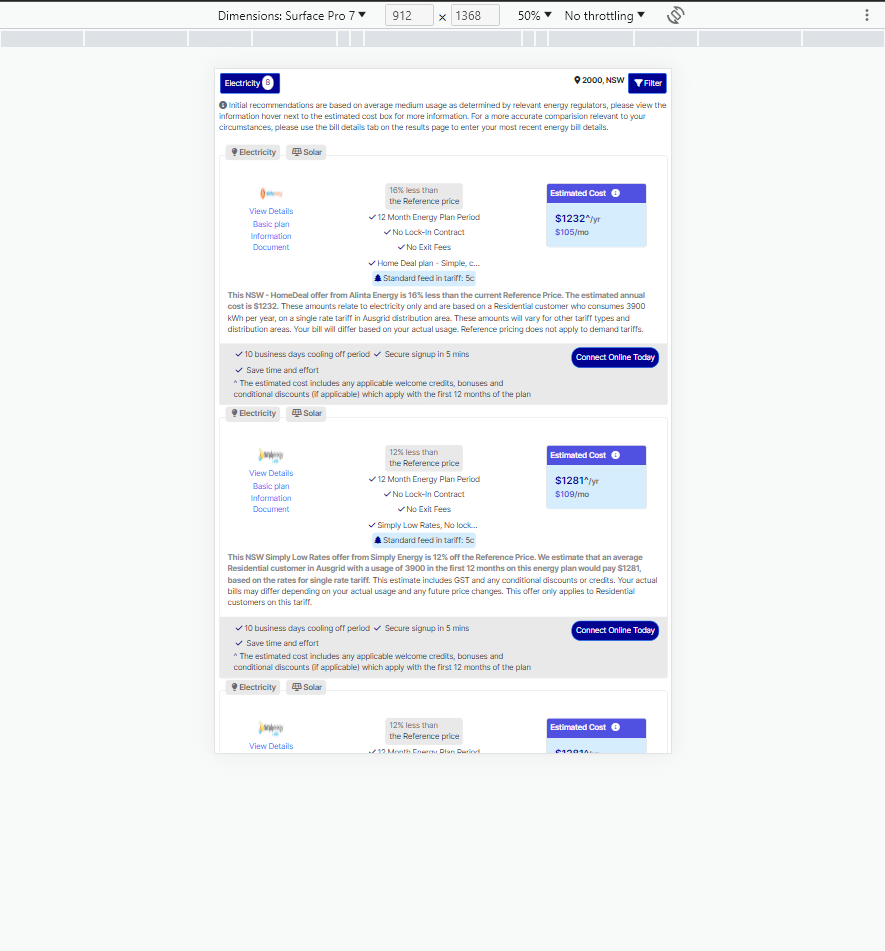 Dimensions: Surface Pro 7 912 x 1368 50% No throttling
Electricity 8 2000, NSW Filter
Initial recommendations are based on average medium usage as determined by relevant energy regulators, please view the
information hover next to the estimated cost box for more information. For a more accurate comparision relevant to your
circumstances, please use the bill details tab on the results page to enter your most recent energy bill details.
Electricity Solar
16% less than
the Reference price
Estimated Cost
View Details
Basic plan
Information
Document
12 Month Energy Plan Period
No Lock-In Contract
No Exit Fees
Home Deal plan - Simple, c...
Standard feed in tariff: 5c
$1232^/yr
$105/mo
This NSW - HomeDeal offer from Alinta Energy is 16% less than the current Reference Price. The estimated annual
cost is $1232. These amounts relate to electricity only and are based on a Residential customer who consumes 3900
kWh per year, on a single rate tariff in Ausgrid distribution area. These amounts will vary for other tariff types and
distribution areas. Your bill will differ based on your actual usage. Reference pricing does not apply to demand tariffs.
10 business days cooling off period Secure signup in 5 mins
Save time and effort
^ The estimated cost includes any applicable welcome credits, bonuses and
conditional discounts (if applicable) which apply with the first 12 months of the plan
Connect Online Today
Electricity Solar
12% less than
the Reference price
Estimated Cost
View Details
Basic plan
Information
Document
12 Month Energy Plan Period
No Lock-In Contract
No Exit Fees
Simply Low Rates, No lock...
Standard feed in tariff: 5c
$1281^/yr
$109/mo
This NSW Simply Low Rates offer from Simply Energy is 12% off the Reference Price. We estimate that an average
Residential customer in Ausgrid with a usage of 3900 in the first 12 months on this energy plan would pay $1281,
based on the rates for single rate tariff. This estimate includes GST and any conditional discounts or credits. Your actual
bills may differ depending on your actual usage and any future price changes. This offer only applies to Residential
customers on this tariff.
10 business days cooling off period Secure signup in 5 mins
Save time and effort
^ The estimated cost includes any applicable welcome credits, bonuses and
conditional discounts (if applicable) which apply with the first 12 months of the plan
Connect Online Today
Electricity Solar
12% less than
the Reference price
Estimated Cost
View Details
12 Month Energy Plan Period
$1281^